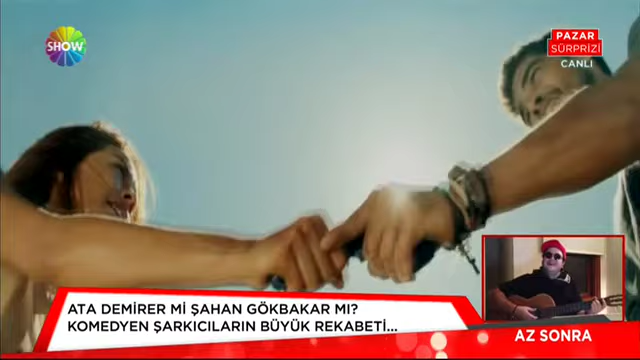 SHOW
PAZAR
SÜRPRİZİ
CANLI
ATA DEMİRER Mİ ŞAHAN GÖKBAKAR MI?
KOMEDYEN ŞARKICILARIN BÜYÜK REKABETİ...
AZ SONRA